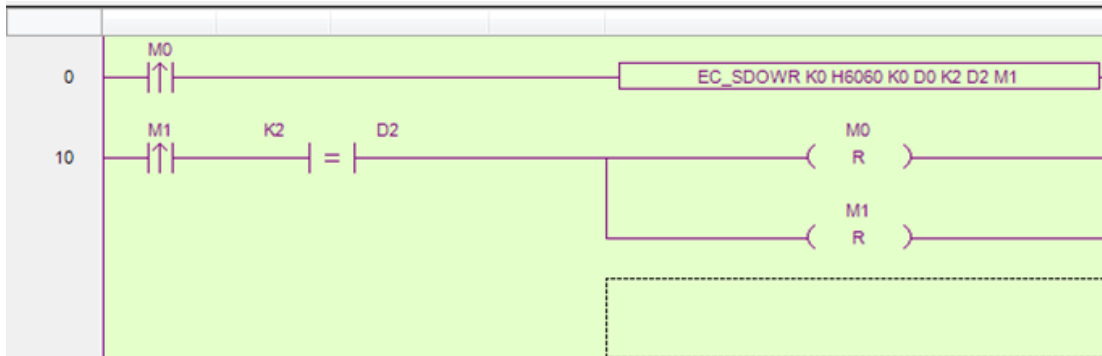 M0
0
EC_SDOWR K0 H6060 K0 D0 K2 D2 M1
M1 K2 D2 M0
10 = R
M1
R